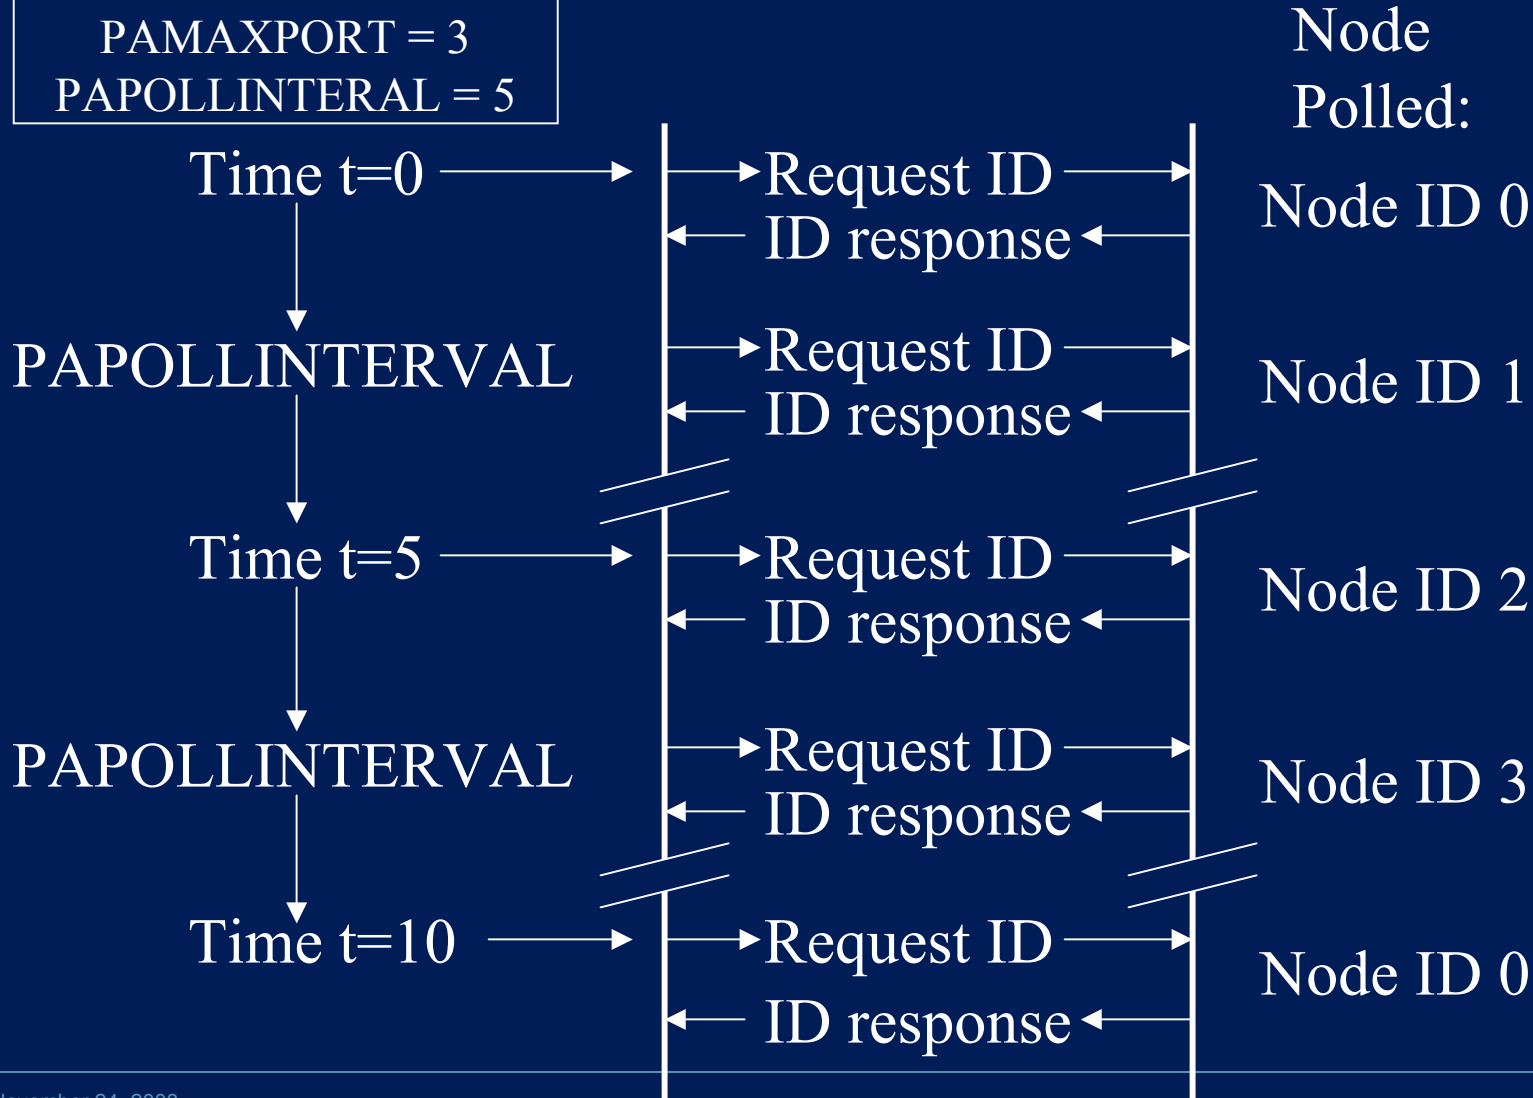 PAMAXPORT = 3
PAPOLLINTERAL = 5
Node
Polled:
Time t=0
Request ID
ID response
Node ID 0
PAPOLLINTERVAL
Request ID
ID response
Node ID 1
Time t=5
Request ID
ID response
Node ID 2
PAPOLLINTERVAL
Request ID
ID response
Node ID 3
Time t=10
Request ID
ID response
Node ID 0